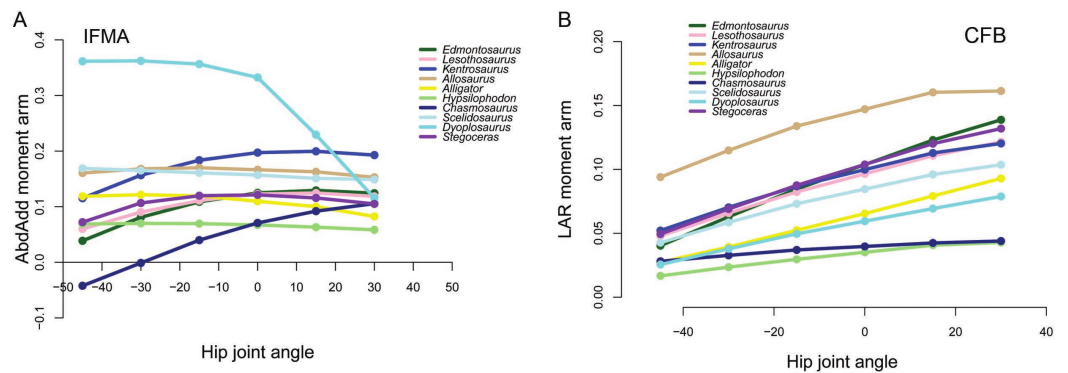 A
IFMA
AbdAdd moment arm
0.4
0.3
0.2
0.1
0.0
−0.1
−50 −40 −30 −20 −10 0 10 20 30 40 50
Hip joint angle
Edmontosaurus
Lesothosaurus
Kentrosaurus
Allosaurus
Alligator
Hypsilophodon
Chasmosaurus
Scelidosaurus
Dyoplosaurus
Stegoceras
B
CFB
LAR moment arm
0.20
0.15
0.10
0.05
0.00
−40 −20 0 20 40
Hip joint angle
Edmontosaurus
Lesothosaurus
Kentrosaurus
Allosaurus
Alligator
Hypsilophodon
Chasmosaurus
Scelidosaurus
Dyoplosaurus
Stegoceras